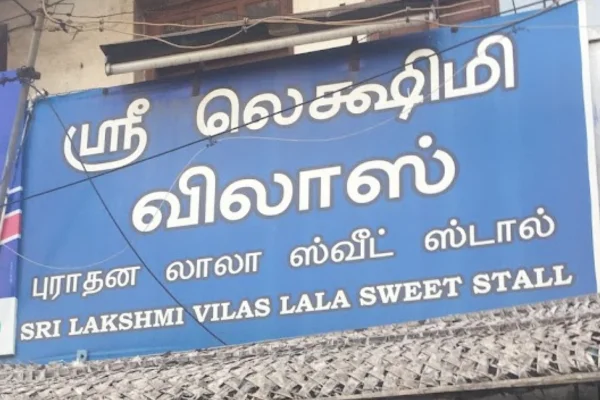 ஸ்ரீ லெக்ஷிமி
விலாஸ்
புராதன லாலா ஸ்வீட் ஸ்டால்
SRI LAKSHMI VILAS LALA SWEET STALL